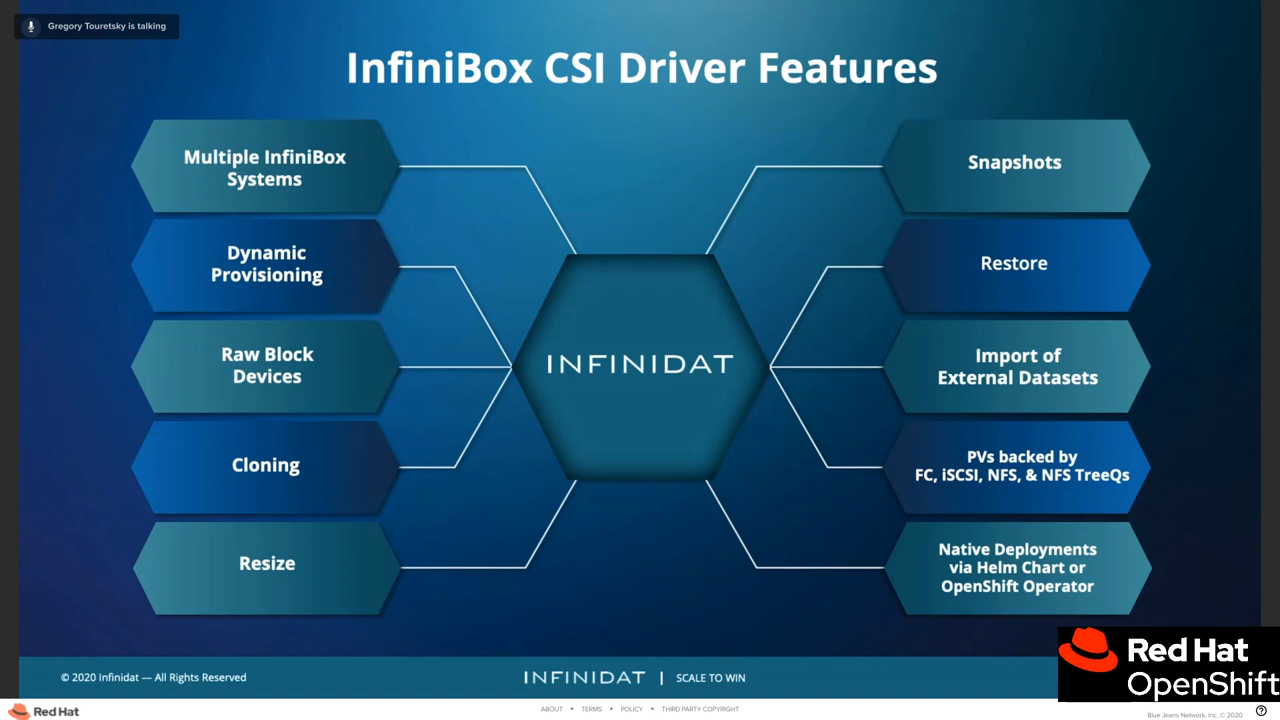 Gregory Touretsky is talking
InfiniBox CSI Driver Features
Multiple InfiniBox
Systems
Dynamic
Provisioning
Raw Block
Devices
Cloning
Resize
INFINIDAT
Snapshots
Restore
Import of
External Datasets
PVs backed by
FC, iSCSI, NFS, & NFS TreeQs
Native Deployments
via Helm Chart or
OpenShift Operator
© 2020 Infinidat — All Rights Reserved
INFINIDAT | SCALE TO WIN
Red Hat
OpenShift
Red Hat
ABOUT • TERMS • POLICY • THIRD PARTY COPYRIGHT
Blue Jeans Network, Inc. © 2020